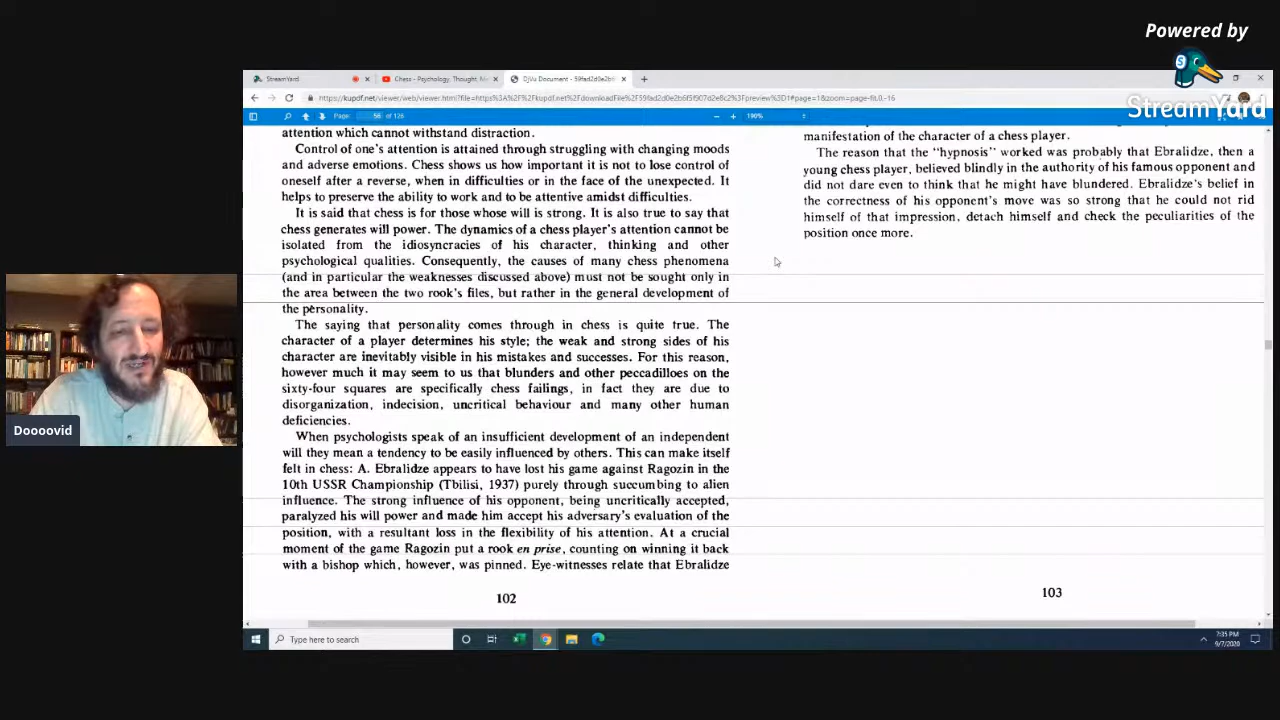 Powered by
StreamYard
StreamYard
Chess - Psychology, Thought, M
DjVu Document - 59fad2d0e2b6
Page: 56 of 128
190%
attention which cannot withstand distraction.
Control of one's attention is attained through struggling with changing moods
and adverse emotions. Chess shows us how important it is not to lose control of
oneself after a reverse, when in difficulties or in the face of the unexpected. It
helps to preserve the ability to work and to be attentive amidst difficulties.
It is said that chess is for those whose will is strong. It is also true to say that
chess generates will power. The dynamics of a chess player's attention cannot be
isolated from the idiosyncracies of his character, thinking and other
psychological qualities. Consequently, the causes of many chess phenomena
(and in particular the weaknesses discussed above) must not be sought only in
the area between the two rook's files, but rather in the general development of
the personality.
The saying that personality comes through in chess is quite true. The
character of a player determines his style; the weak and strong sides of his
character are inevitably visible in his mistakes and successes. For this reason,
however much it may seem to us that blunders and other peccadilloes on the
sixty-four squares are specifically chess failings, in fact they are due to
disorganization, indecision, uncritical behaviour and many other human
deficiencies.
When psychologists speak of an insufficient development of an independent
will they mean a tendency to be easily influenced by others. This can make itself
felt in chess: A. Ebralidze appears to have lost his game against Ragozin in the
10th USSR Championship (Tbilisi, 1937) purely through succumbing to alien
influence. The strong influence of his opponent, being uncritically accepted,
paralyzed his will power and made him accept his adversary's evaluation of the
position, with a resultant loss in the flexibility of his attention. At a crucial
moment of the game Ragozin put a rook en prise, counting on winning it back
with a bishop which, however, was pinned. Eye-witnesses relate that Ebralidze
102
manifestation of the character of a chess player.
The reason that the "hypnosis" worked was probably that Ebralidze, then a
young chess player, believed blindly in the authority of his famous opponent and
did not dare even to think that he might have blundered. Ebralidze's belief in
the correctness of his opponent's move was so strong that he could not rid
himself of that impression, detach himself and check the peculiarities of the
position once more.
103
Doooovid
Type here to search
7:35 PM
9/7/2020